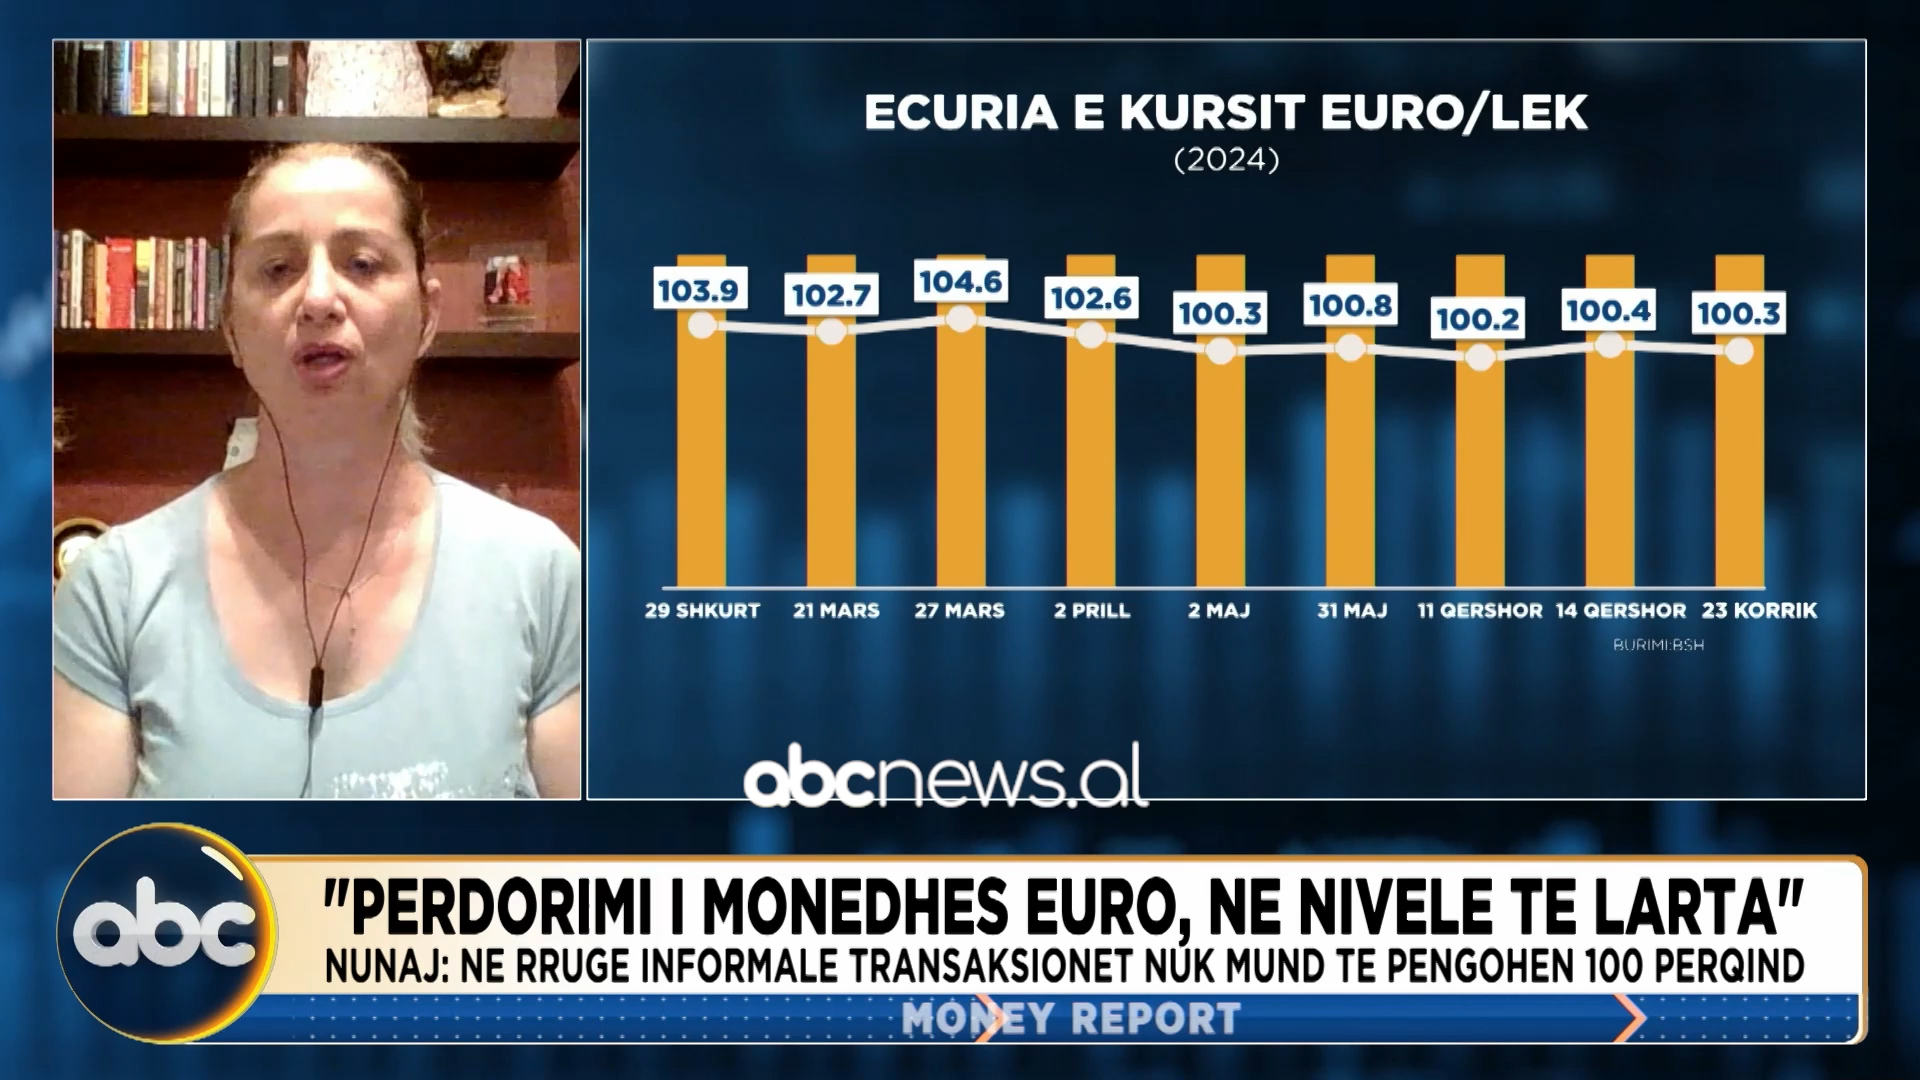 ECURIA E KURSIT EURO/LEK
(2024)
103.9 102.7 104.6 102.6 100.3 100.8 100.2 100.4 100.3
29 SHKURT 21 MARS 27 MARS 2 PRILL 2 MAJ 31 MAJ 11 QERSHOR 14 QERSHOR 23 KORRIK
BURIMI:BSH
abcnews.al
abc
"PERDORIMI I MONEDHES EURO, NE NIVELE TE LARTA"
NUNAJ: NE RRUGE INFORMALE TRANSAKSIONET NUK MUND TE PENGOHEN 100 PERQIND
MONEY REPORT